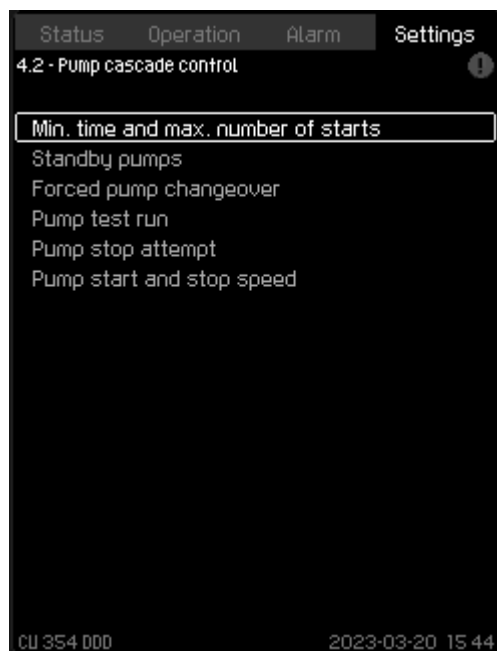 Status Operation Alarm Settings
4.2 - Pump cascade control
Min. time and max. number of starts
Standby pumps
Forced pump changeover
Pump test run
Pump stop attempt
Pump start and stop speed
CU 354 DDD 2023-03-20 15:44